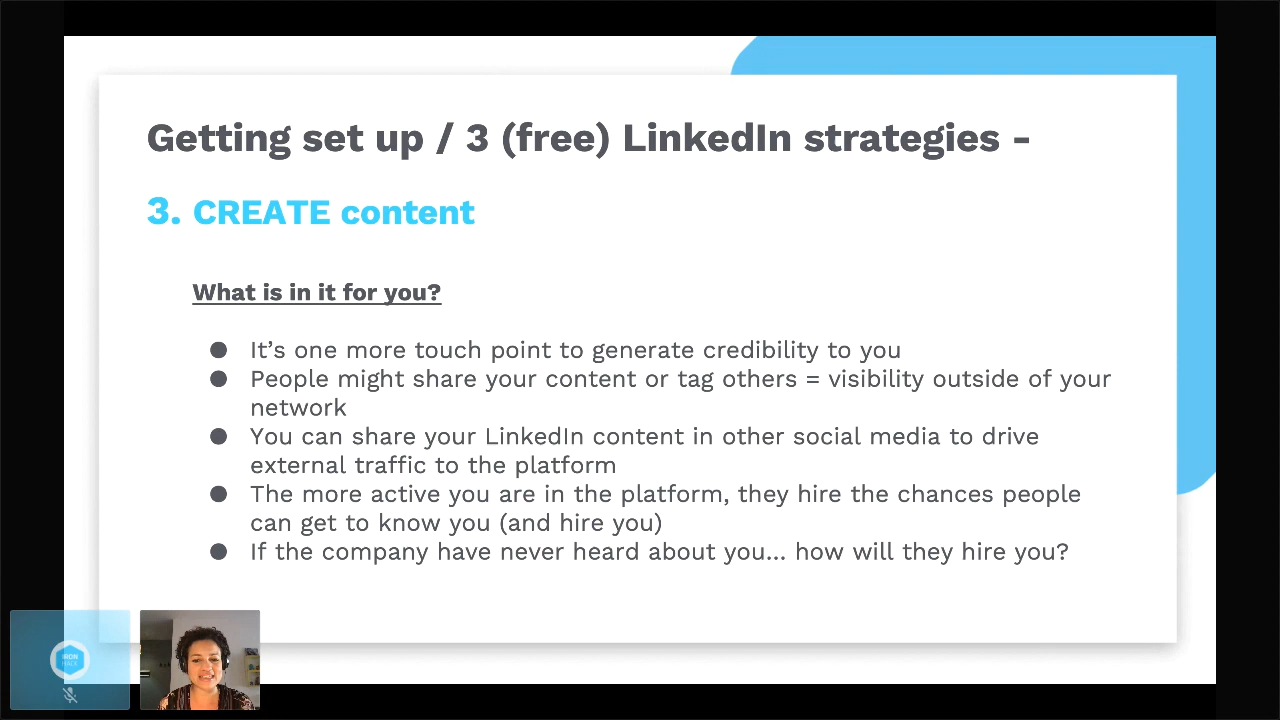 Getting set up / 3 (free) LinkedIn strategies -
3. CREATE content
What is in it for you?
● It’s one more touch point to generate credibility to you
● People might share your content or tag others = visibility outside of your
network
● You can share your LinkedIn content in other social media to drive
external traffic to the platform
● The more active you are in the platform, they hire the chances people
can get to know you (and hire you)
● If the company have never heard about you... how will they hire you?
IRON
HACK